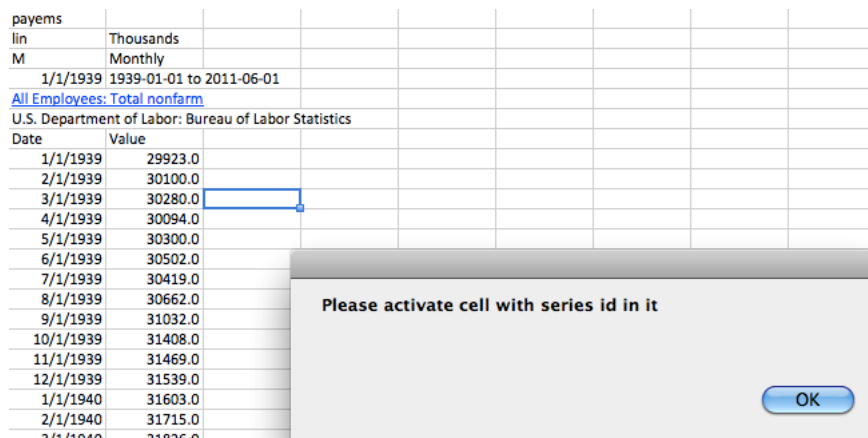 payems
lin Thousands
M Monthly
1/1/1939 1939-01-01 to 2011-06-01
All Employees: Total nonfarm
U.S. Department of Labor: Bureau of Labor Statistics
Date Value
1/1/1939 29923.0
2/1/1939 30100.0
3/1/1939 30280.0
4/1/1939 30094.0
5/1/1939 30300.0
6/1/1939 30502.0
7/1/1939 30419.0
8/1/1939 30662.0
9/1/1939 31032.0
10/1/1939 31408.0
11/1/1939 31469.0
12/1/1939 31539.0
1/1/1940 31603.0
2/1/1940 31715.0
Please activate cell with series id in it
OK